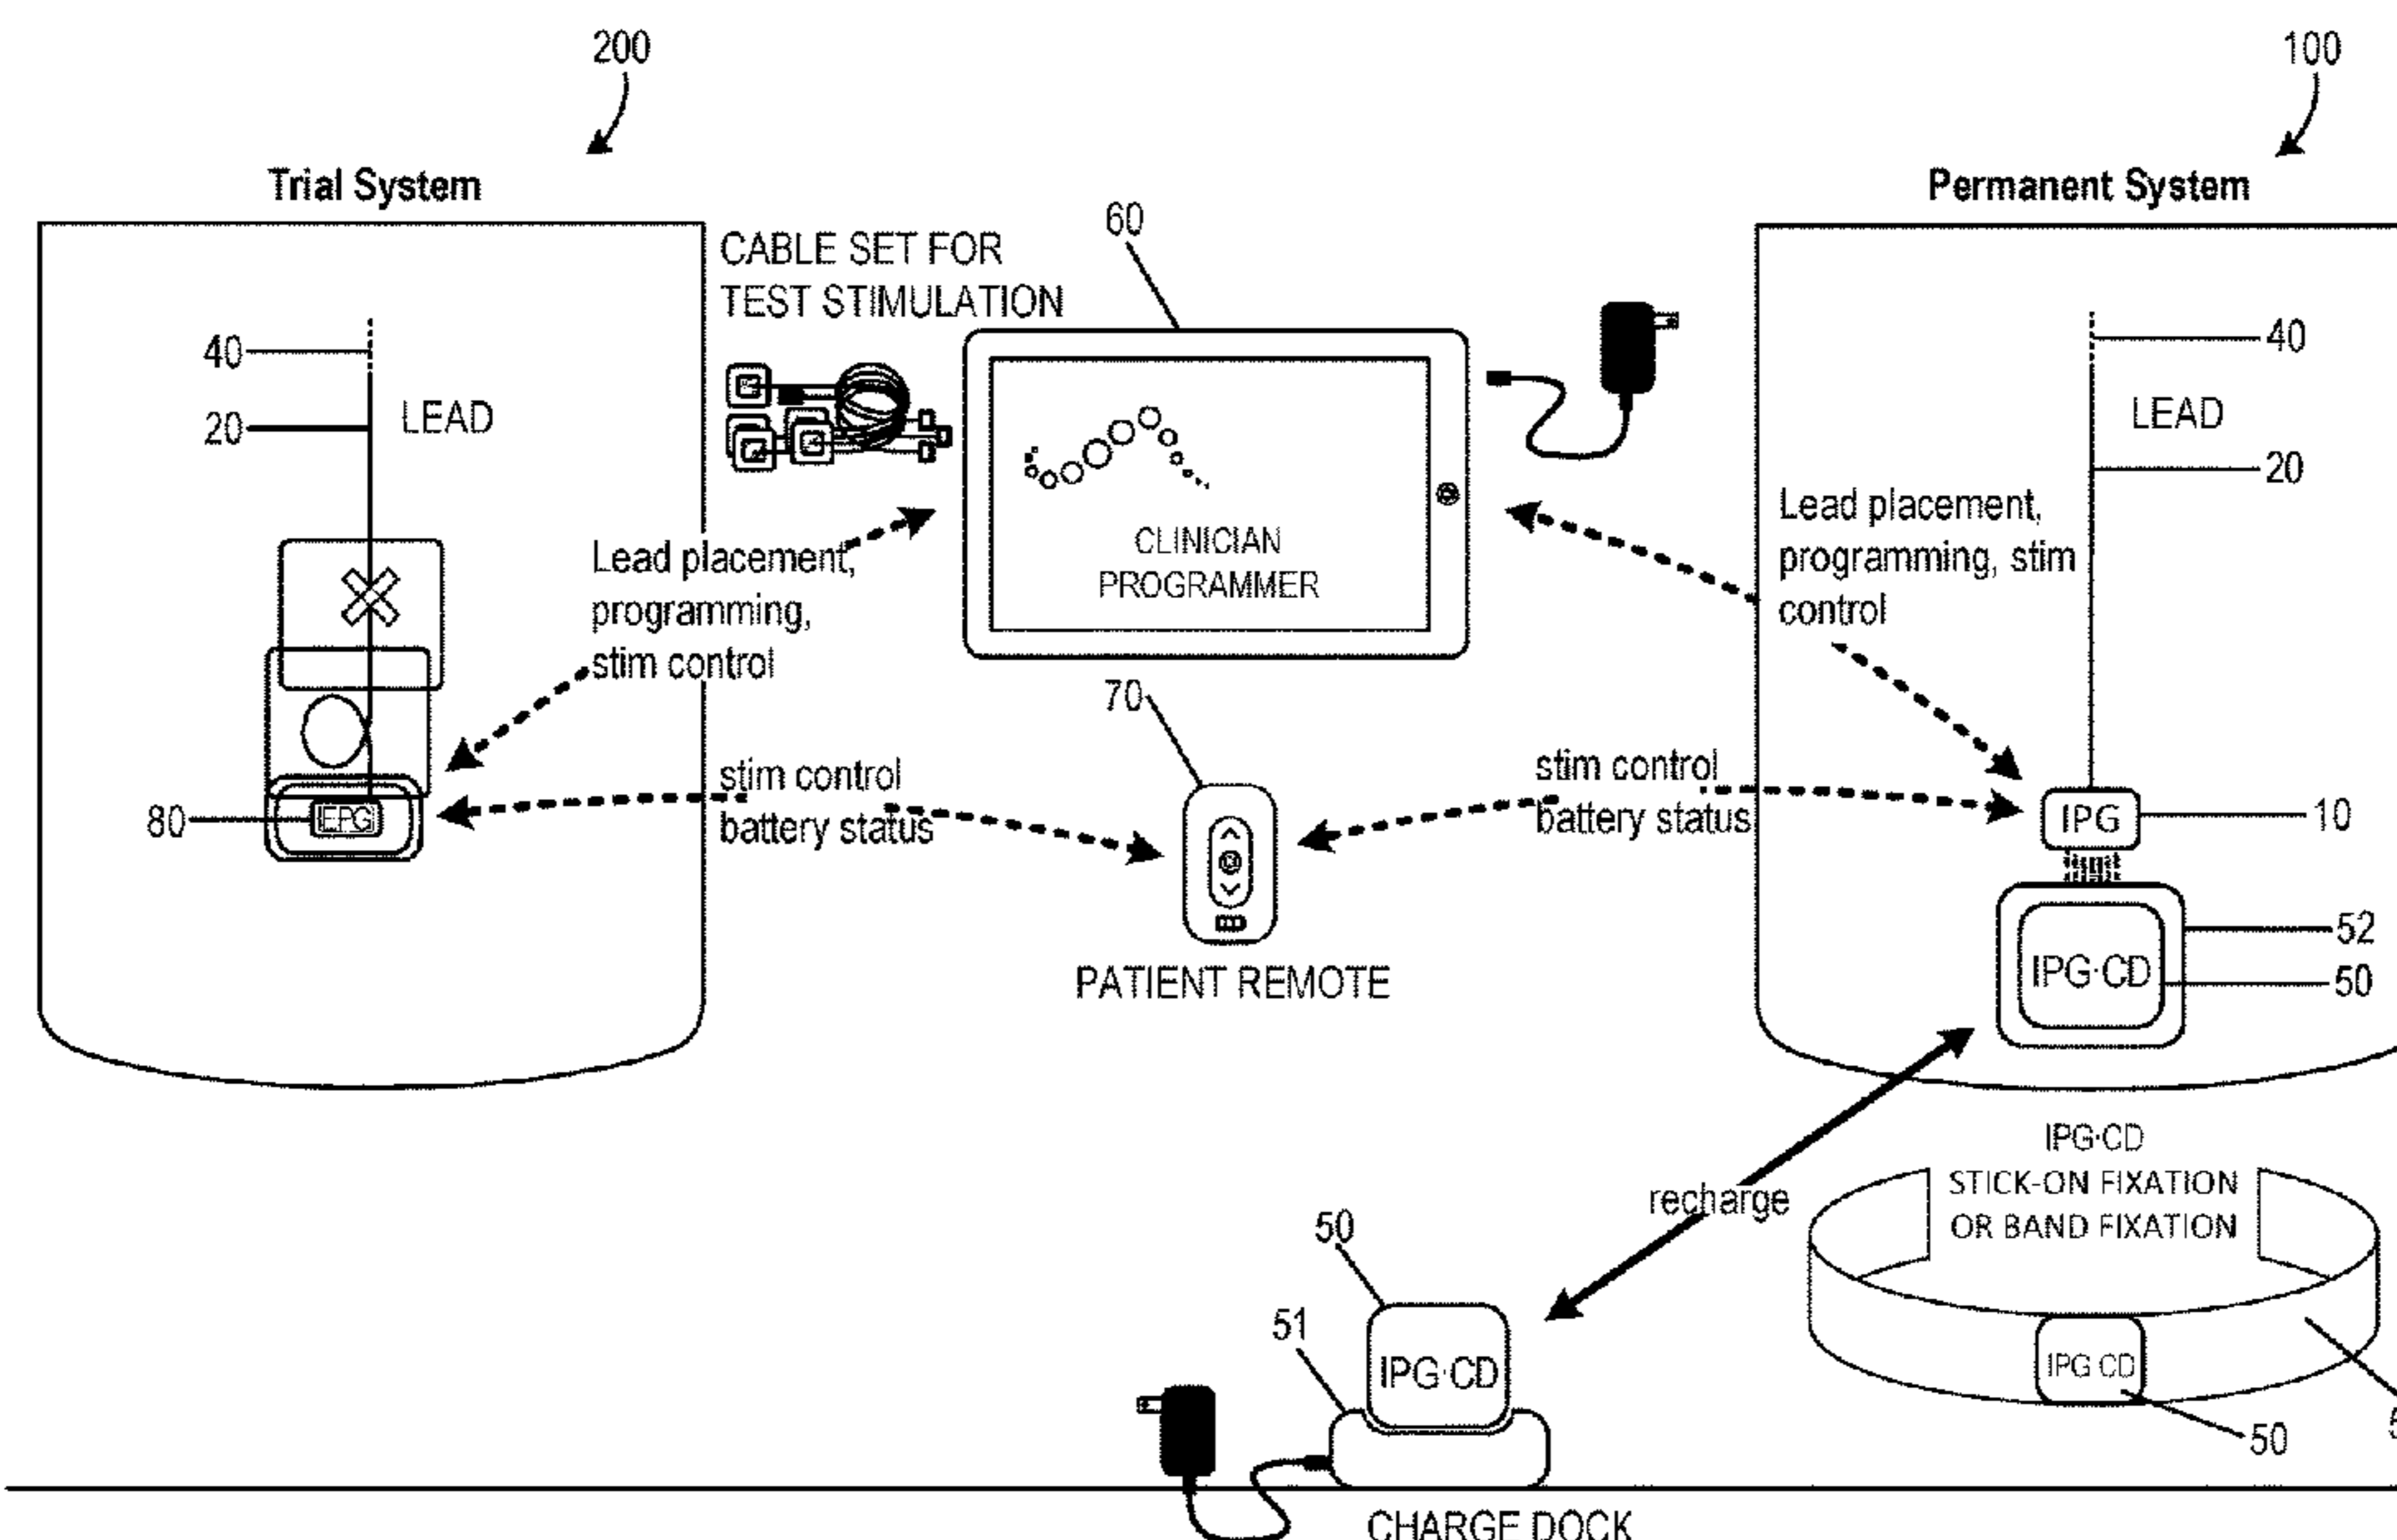 200
100
Trial System
Permanent System
CABLE SET FOR
TEST STIMULATION
60
40
20
LEAD
40
LEAD
20
CLINICIAN
PROGRAMMER
Lead placement,
programming,
stim control
Lead placement,
programming, stim
control
70
stim control
battery status
stim control
battery status
80
EPG
IPG
10
52
IPG·CD
50
PATIENT REMOTE
IPG·CD
STICK-ON FIXATION
OR BAND FIXATION
recharge
50
51
IPG·CD
IPG CD
50
CHARGE DOCK